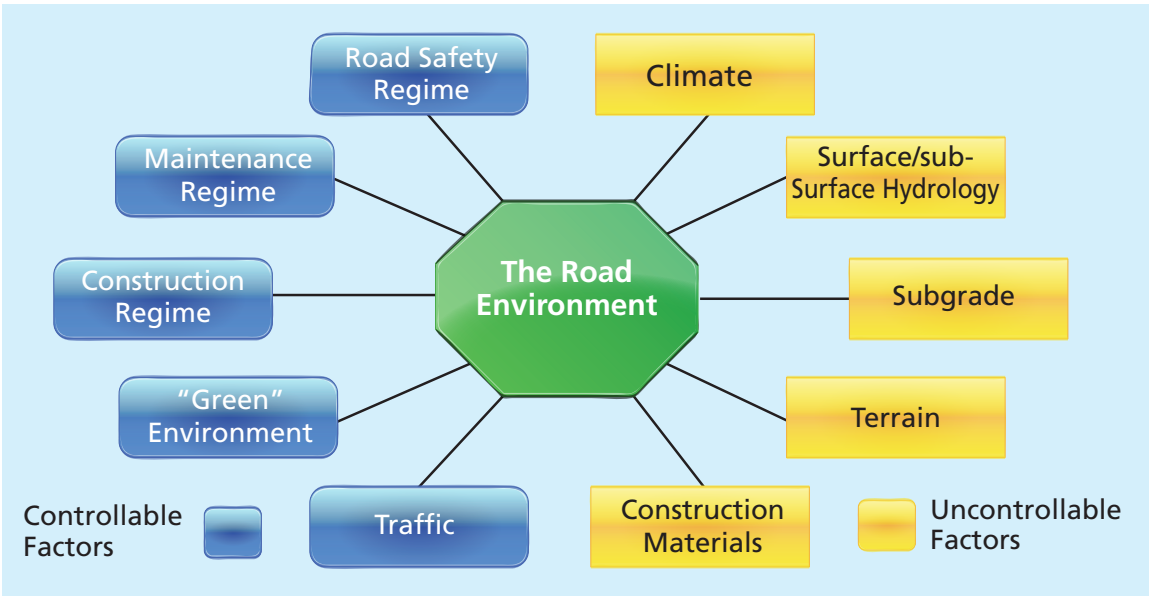 Road Safety
Regime
Climate
Maintenance
Regime
Surface/sub-
Surface Hydrology
The Road
Environment
Construction
Regime
Subgrade
“Green”
Environment
Terrain
Controllable
Factors
Traffic
Construction
Materials
Uncontrollable
Factors